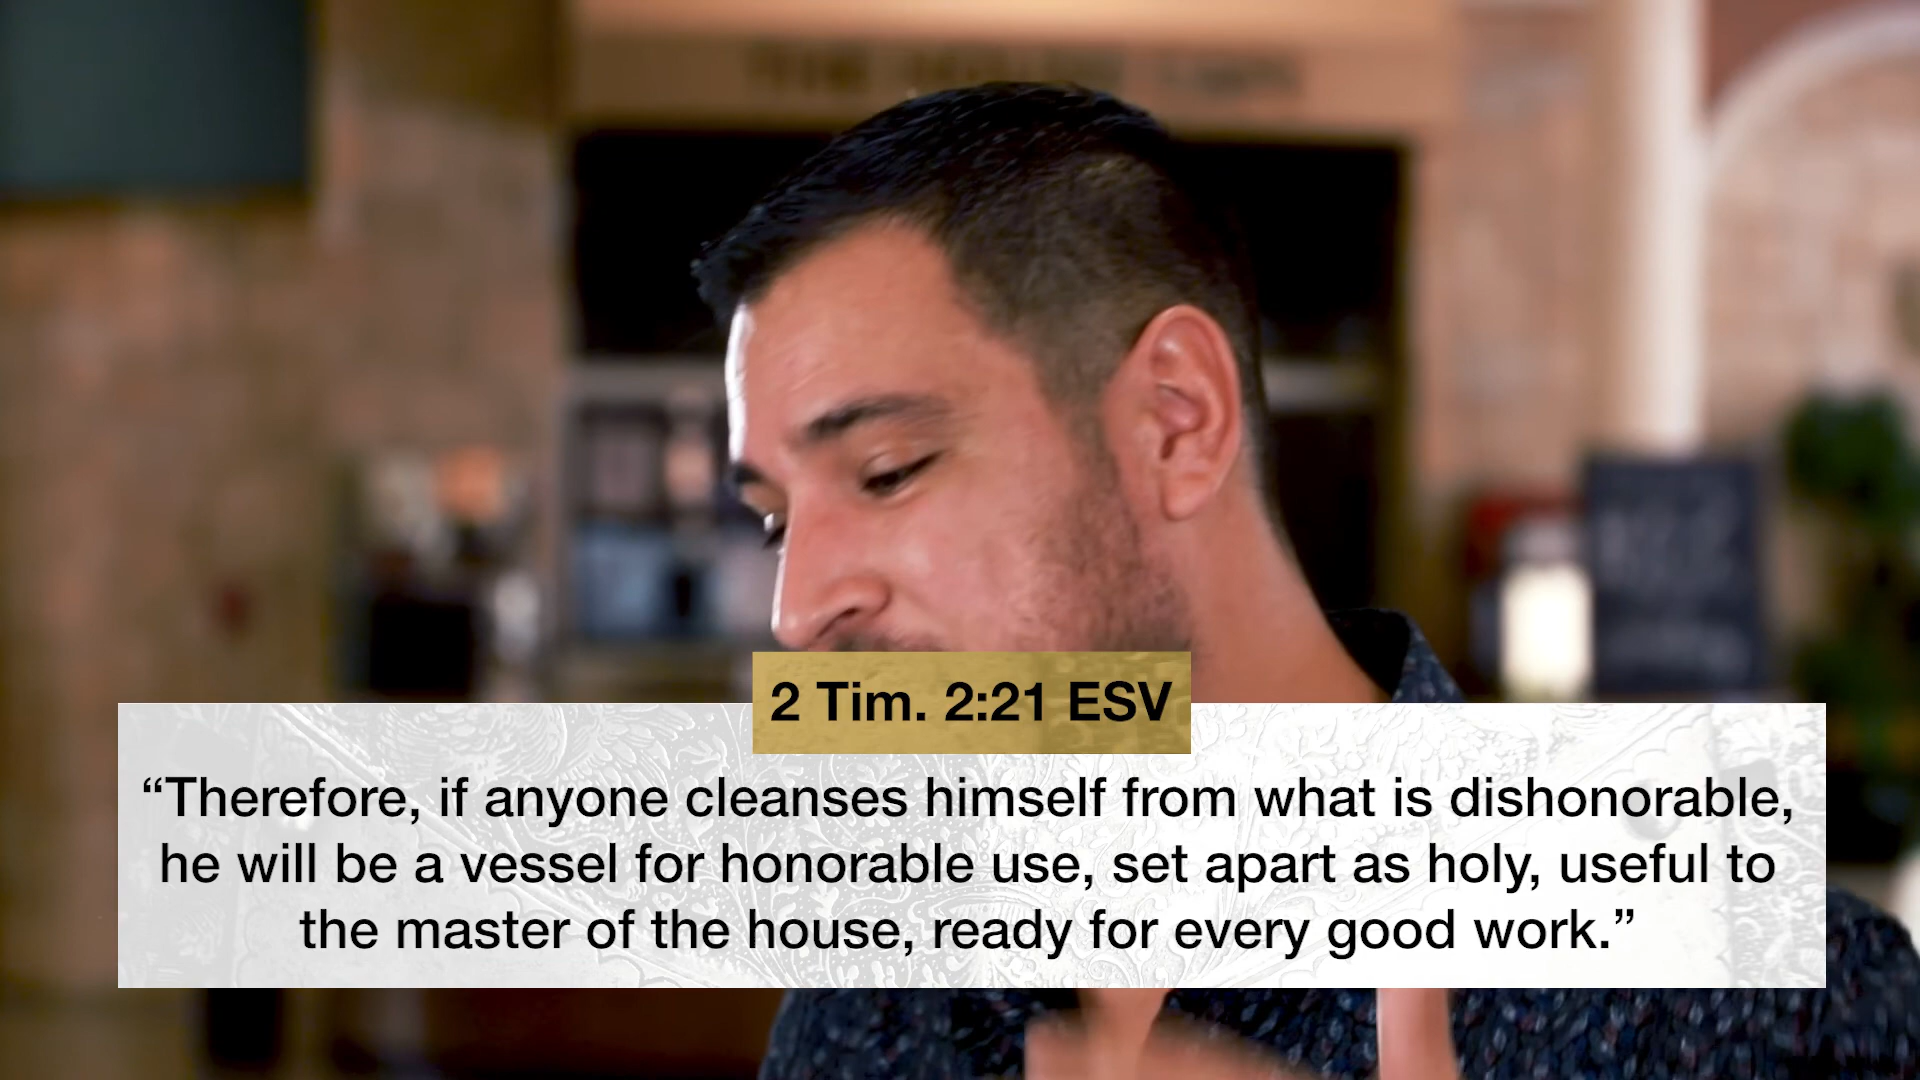 2 Tim. 2:21 ESV
“Therefore, if anyone cleanses himself from what is dishonorable,
he will be a vessel for honorable use, set apart as holy, useful to
the master of the house, ready for every good work.”